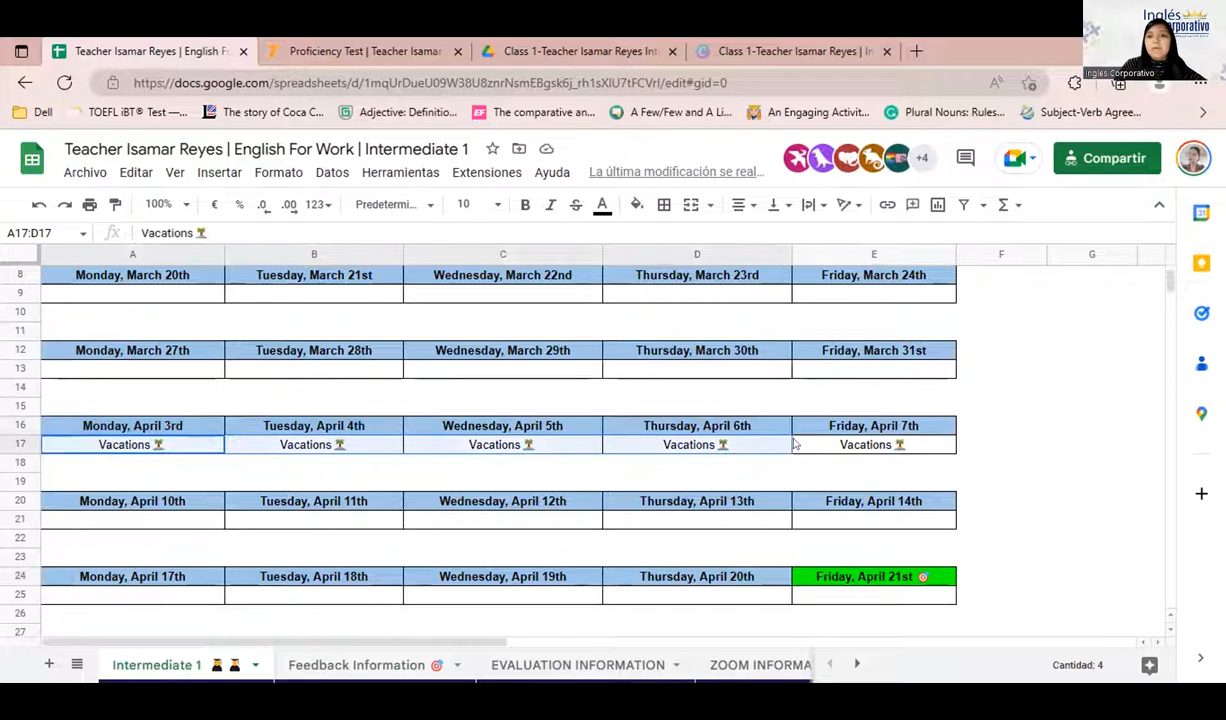 Inglés
Corporativo
Inglés Corporativo
Teacher Isamar Reyes | English Fo
Proficiency Test | Teacher Isamar
Class 1-Teacher Isamar Reyes Int
Class 1-Teacher Isamar Reyes | In
https://docs.google.com/spreadsheets/d/1mqUrDueU09W38U8znrNsmEBgsk6j_rh1sXlU7tFCVrI/edit#gid=0
Dell
TOEFL iBT® Test —...
The story of Coca C...
Adjective: Definitio...
The comparative an...
A Few/Few and A Li...
An Engaging Activit...
Plural Nouns: Rules...
Subject-Verb Agree...
Teacher Isamar Reyes | English For Work | Intermediate 1
+4
Compartir
Archivo Editar Ver Insertar Formato Datos Herramientas Extensiones Ayuda La última modificación se real...
100% € % .0 .00 123 Predetermi... 10 B I S A
A17:D17 fx Vacations 🏝
A B C D E F G
8 Monday, March 20th Tuesday, March 21st Wednesday, March 22nd Thursday, March 23rd Friday, March 24th
9
10
11
12 Monday, March 27th Tuesday, March 28th Wednesday, March 29th Thursday, March 30th Friday, March 31st
13
14
15
16 Monday, April 3rd Tuesday, April 4th Wednesday, April 5th Thursday, April 6th Friday, April 7th
17 Vacations 🏝 Vacations 🏝 Vacations 🏝 Vacations 🏝 Vacations 🏝
18
19
20 Monday, April 10th Tuesday, April 11th Wednesday, April 12th Thursday, April 13th Friday, April 14th
21
22
23
24 Monday, April 17th Tuesday, April 18th Wednesday, April 19th Thursday, April 20th Friday, April 21st 🎯
25
26
27
Intermediate 1 Feedback Information 🎯 EVALUATION INFORMATION ZOOM INFORMA
Cantidad: 4